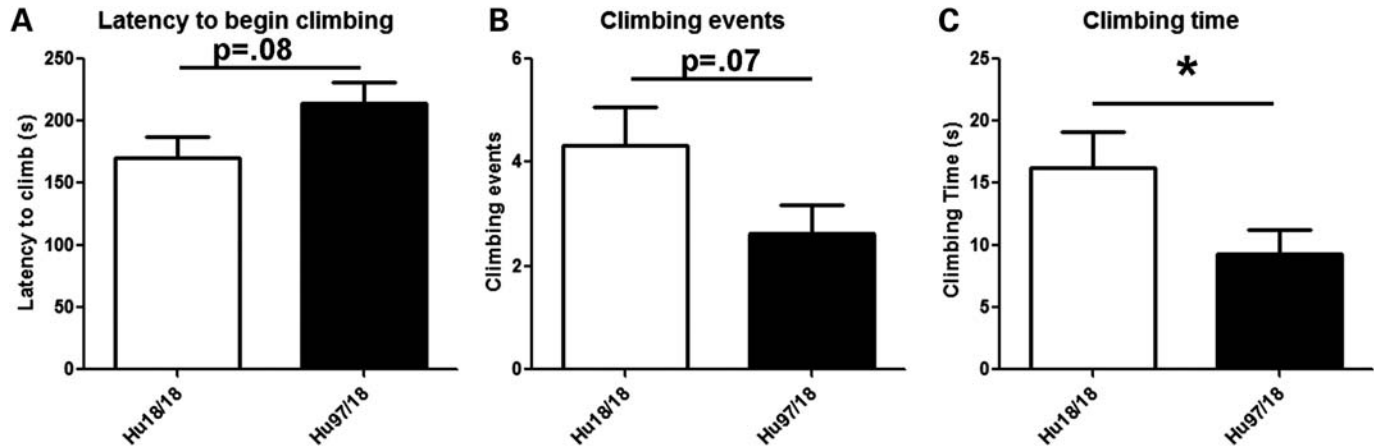 A Latency to begin climbing
p=.08
Latency to climb (s)
250
200
150
100
50
0
Hu18/18
Hu97/18
B Climbing events
p=.07
Climbing events
6
4
2
0
Hu18/18
Hu97/18
C Climbing time
*
Climbing Time (s)
25
20
15
10
5
0
Hu18/18
Hu97/18